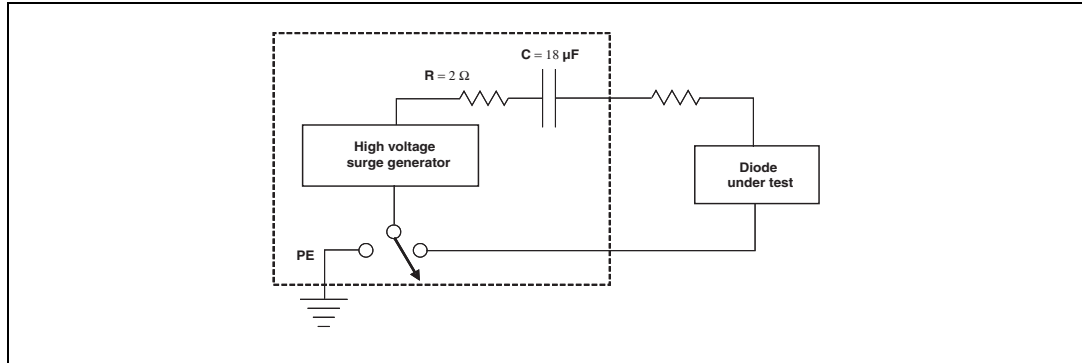 C = 18 µF
R = 2 Ω
High voltage
surge generator
Diode
under test
PE